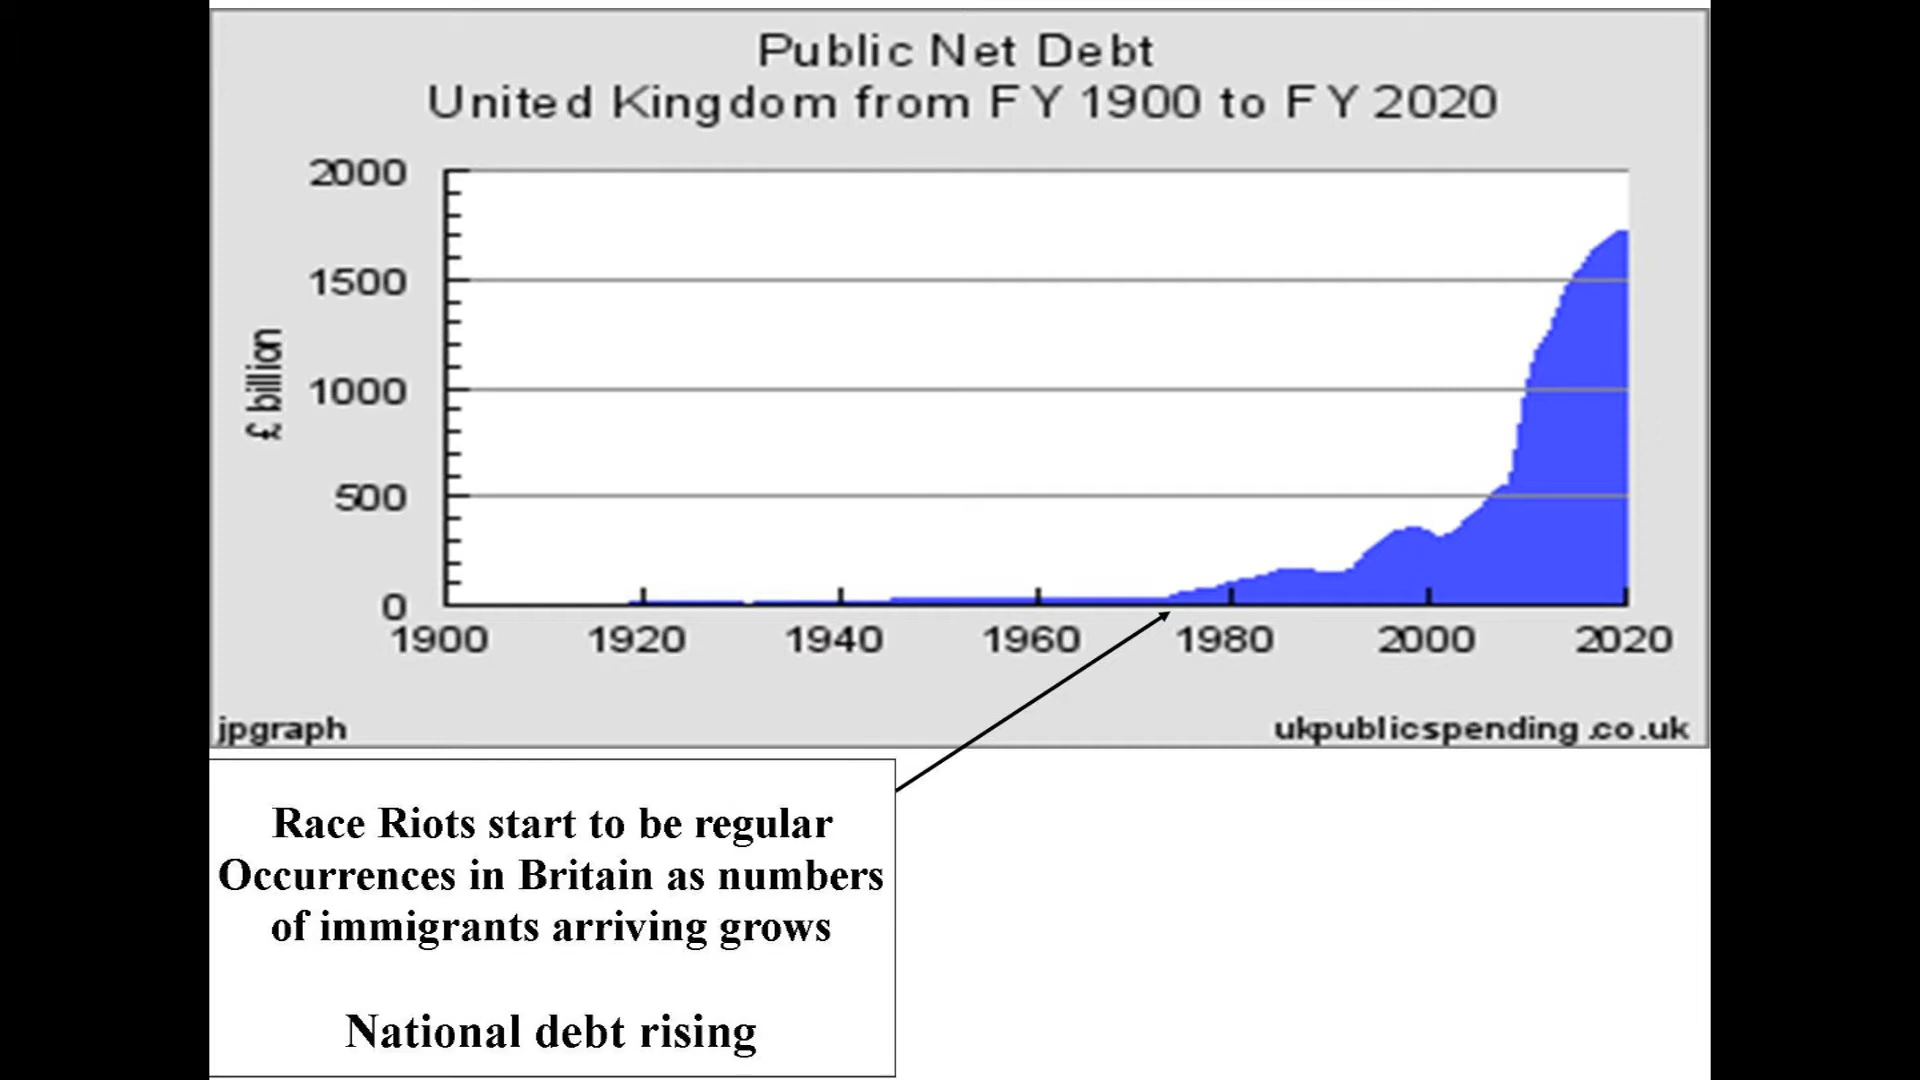 Public Net Debt
United Kingdom from FY 1900 to FY 2020
£ billion
2000
1500
1000
500
0
1900 1920 1940 1960 1980 2000 2020
jpgraph
ukpublicspending.co.uk
Race Riots start to be regular
Occurrences in Britain as numbers
of immigrants arriving grows
National debt rising